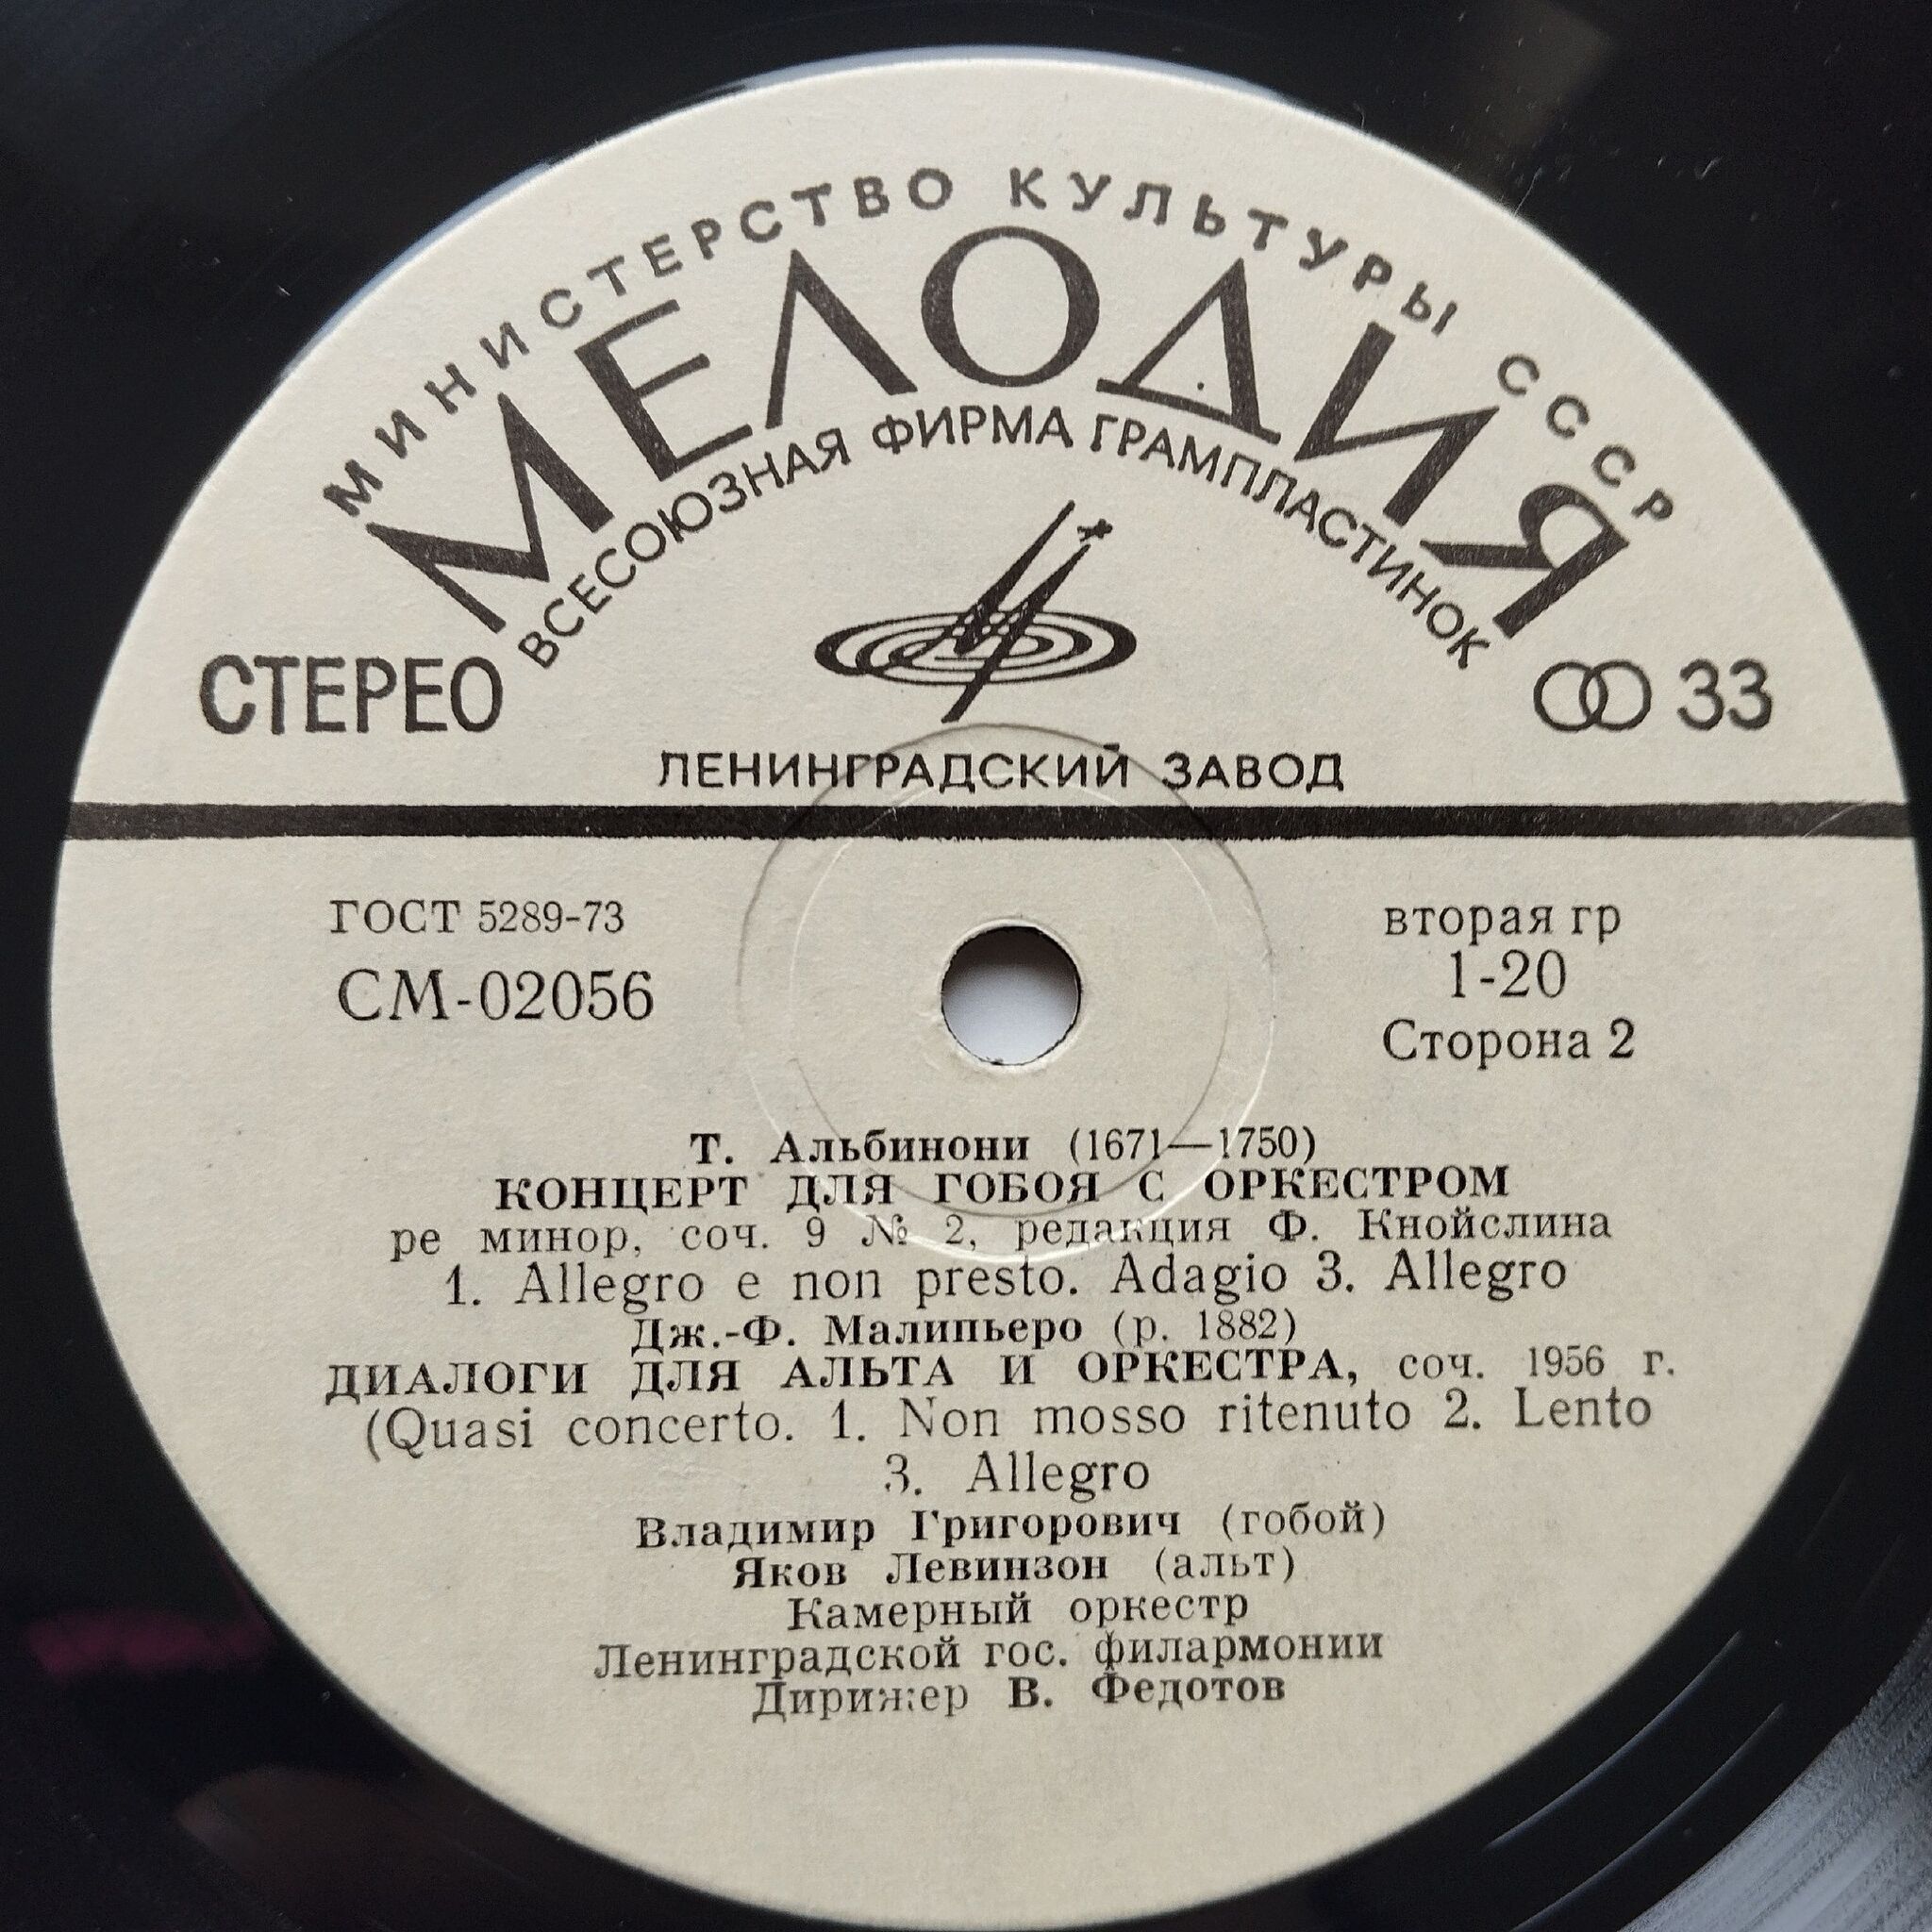 МИНИСТЕРСТВО КУЛЬТУРЫ СССР
МЕЛОДИЯ
ВСЕСОЮЗНАЯ ФИРМА ГРАМПЛАСТИНОК
СТЕРЕО
33
ЛЕНИНГРАДСКИЙ ЗАВОД
ГОСТ 5289-73
вторая гр
СМ-02056
1-20
Сторона 2
Т. Альбинони (1671—1750)
КОНЦЕРТ ДЛЯ ГОБОЯ С ОРКЕСТРОМ
ре минор, соч. 9 № 2, редакция Ф. Кнойслина
1. Allegro e non presto. Adagio 3. Allegro
Дж.-Ф. Малипьеро (р. 1882)
ДИАЛОГИ ДЛЯ АЛЬТА И ОРКЕСТРА, соч. 1956 г.
(Quasi concerto. 1. Non mosso ritenuto 2. Lento
3. Allegro
Владимир Григорович (гобой)
Яков Левинзон (альт)
Камерный оркестр
Ленинградской гос. филармонии
Дирижер В. Федотов